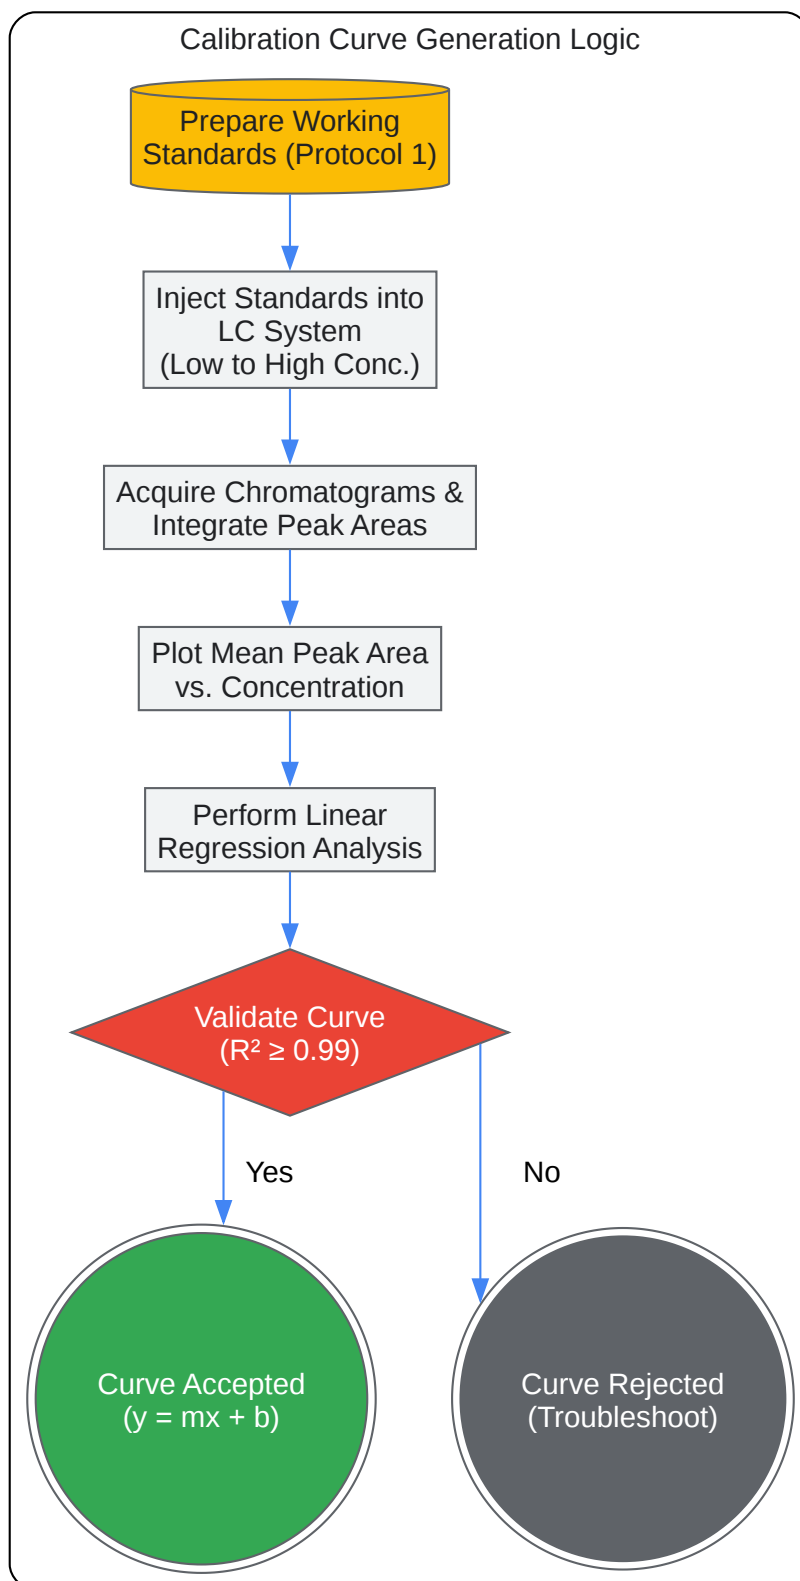 Calibration Curve Generation Logic
Prepare Working
Standards (Protocol 1)
Inject Standards into
LC System
(Low to High Conc.)
Acquire Chromatograms &
Integrate Peak Areas
Plot Mean Peak Area
vs. Concentration
Perform Linear
Regression Analysis
Validate Curve
(R² ≥ 0.99)
Yes
No
Curve Accepted
(y = mx + b)
Curve Rejected
(Troubleshoot)